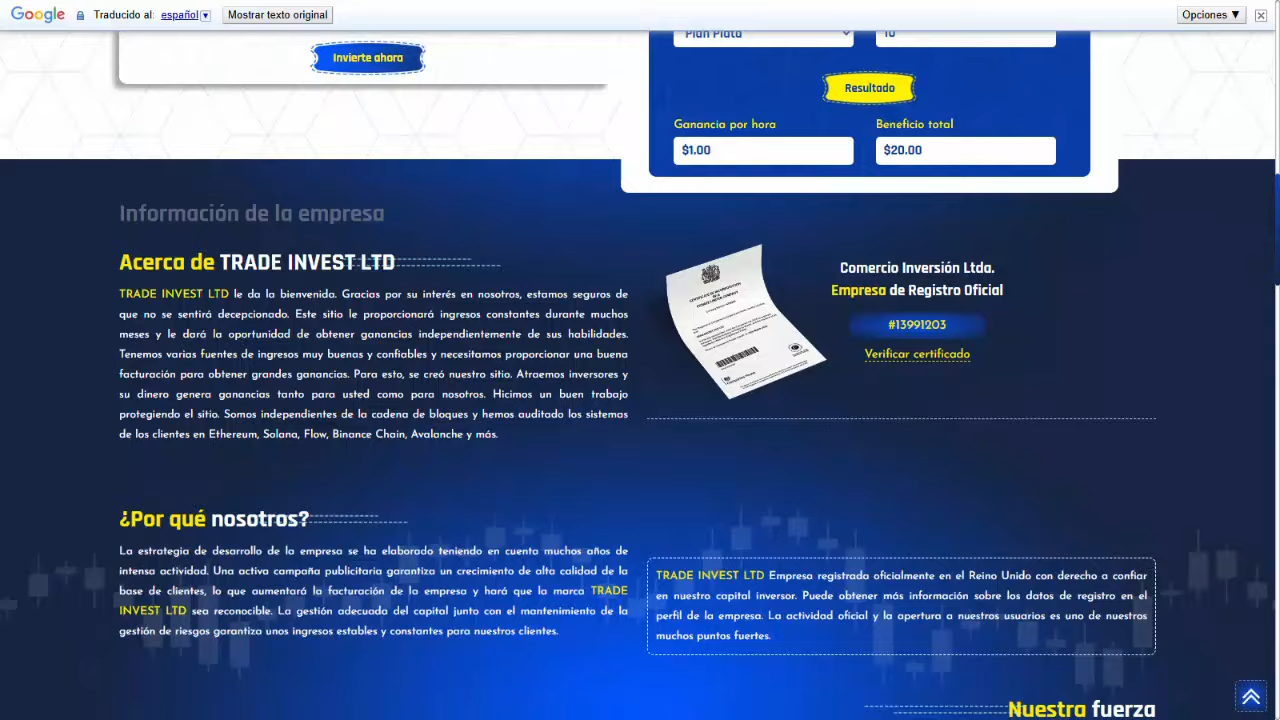 Google Traducido al: español ▼ Mostrar texto original Opciones ▼
Plan Plata 10
Invierte ahora
Resultado
Ganancia por hora Beneficio total
$1.00 $20.00
Información de la empresa
Acerca de TRADE INVEST LTD
TRADE INVEST LTD le da la bienvenida. Gracias por su interés en nosotros, estamos seguros de
que no se sentirá decepcionado. Este sitio le proporcionará ingresos constantes durante muchos
meses y le dará la oportunidad de obtener ganancias independientemente de sus habilidades.
Tenemos varias fuentes de ingresos muy buenas y confiables y necesitamos proporcionar una buena
facturación para obtener grandes ganancias. Para esto, se creó nuestro sitio. Atraemos inversores y
su dinero genera ganancias tanto para usted como para nosotros. Hicimos un buen trabajo
protegiendo el sitio. Somos independientes de la cadena de bloques y hemos auditado los sistemas
de los clientes en Ethereum, Solana, Flow, Binance Chain, Avalanche y más.
Comercio Inversión Ltda.
Empresa de Registro Oficial
#13991203
Verificar certificado
¿Por qué nosotros?
La estrategia de desarrollo de la empresa se ha elaborado teniendo en cuenta muchos años de
intensa actividad. Una activa campaña publicitaria garantiza un crecimiento de alta calidad de la
base de clientes, lo que aumentará la facturación de la empresa y hará que la marca TRADE
INVEST LTD sea reconocible. La gestión adecuada del capital junto con el mantenimiento de la
gestión de riesgos garantiza unos ingresos estables y constantes para nuestros clientes.
TRADE INVEST LTD Empresa registrada oficialmente en el Reino Unido con derecho a confiar
en nuestro capital inversor. Puede obtener más información sobre los datos de registro en el
perfil de la empresa. La actividad oficial y la apertura a nuestros usuarios es uno de nuestros
muchos puntos fuertes.
Nuestra fuerza